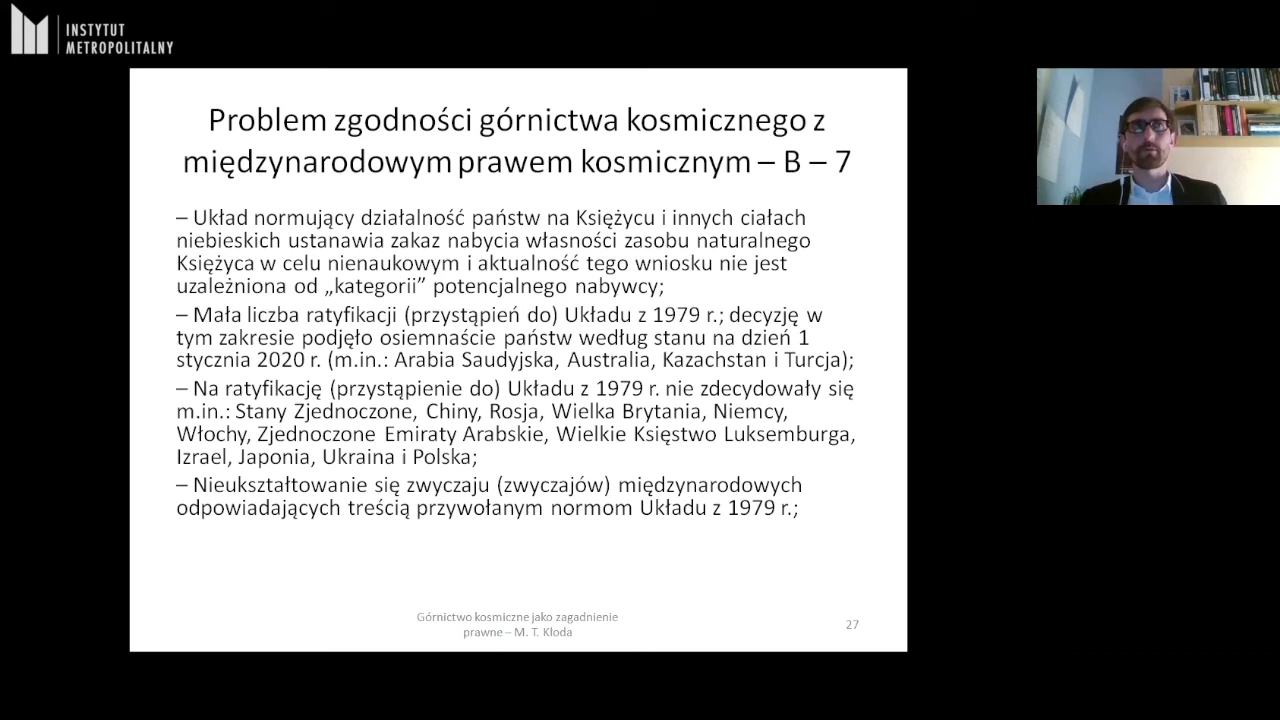 INSTYTUT
METROPOLITALNY
Problem zgodności górnictwa kosmicznego z
międzynarodowym prawem kosmicznym – B – 7
– Układ normujący działalność państw na Księżycu i innych ciałach
niebieskich ustanawia zakaz nabycia własności zasobu naturalnego
Księżyca w celu nienaukowym i aktualność tego wniosku nie jest
uzależniona od „kategorii” potencjalnego nabywcy;
– Mała liczba ratyfikacji (przystąpień do) Układu z 1979 r.; decyzję w
tym zakresie podjęło osiemnaście państw według stanu na dzień 1
stycznia 2020 r. (m.in.: Arabia Saudyjska, Australia, Kazachstan i Turcja);
– Na ratyfikację (przystąpienie do) Układu z 1979 r. nie zdecydowały się
m.in.: Stany Zjednoczone, Chiny, Rosja, Wielka Brytania, Niemcy,
Włochy, Zjednoczone Emiraty Arabskie, Wielkie Księstwo Luksemburga,
Izrael, Japonia, Ukraina i Polska;
– Nieukształtowanie się zwyczaju (zwyczajów) międzynarodowych
odpowiadających treścią przywołanym normom Układu z 1979 r.;
Górnictwo kosmiczne jako zagadnienie
prawne – M. T. Kłoda
27